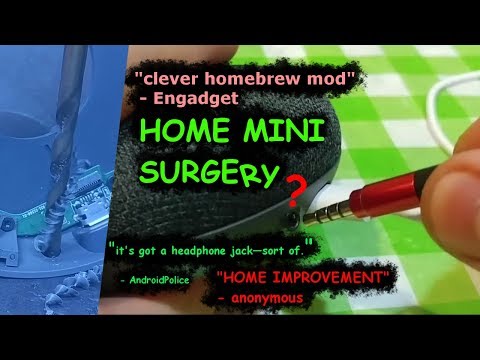 "clever homebrew mod"
- Engadget
HOME MINI
SURGERY
?
"it's got a headphone jack—sort of."
- AndroidPolice
"HOME IMPROVEMENT"
- anonymous